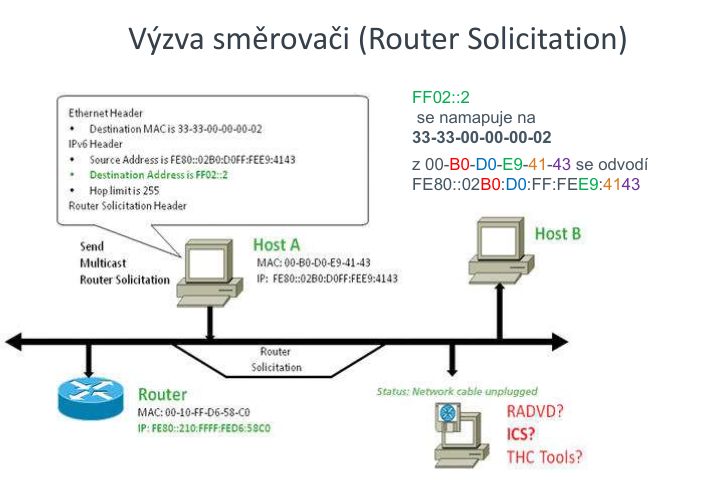 Výzva směrovači (Router Solicitation)
Ethernet Header
• Destination MAC is 33-33-00-00-00-02
IPv6 Header
• Source Address is FE80::02B0:D0FF:FEE9:4143
• Destination Address is FF02::2
• Hop limit is 255
Router Solicitation Header
FF02::2
se namapuje na
33-33-00-00-00-02
z 00-B0-D0-E9-41-43 se odvodí
FE80::02B0:D0:FF:FEE9:4143
Send
Multicast
Router Solicitation
Host A
MAC: 00-B0-D0-E9-41-43
IP: FE80::02B0:D0FF:FEE9:4143
Host B
Router
Solicitation
Router
MAC: 00-10-FF-D6-58-C0
IP: FE80::210:FFFF:FED6:58C0
Status: Network cable unplugged
RADVD?
ICS?
THC Tools?